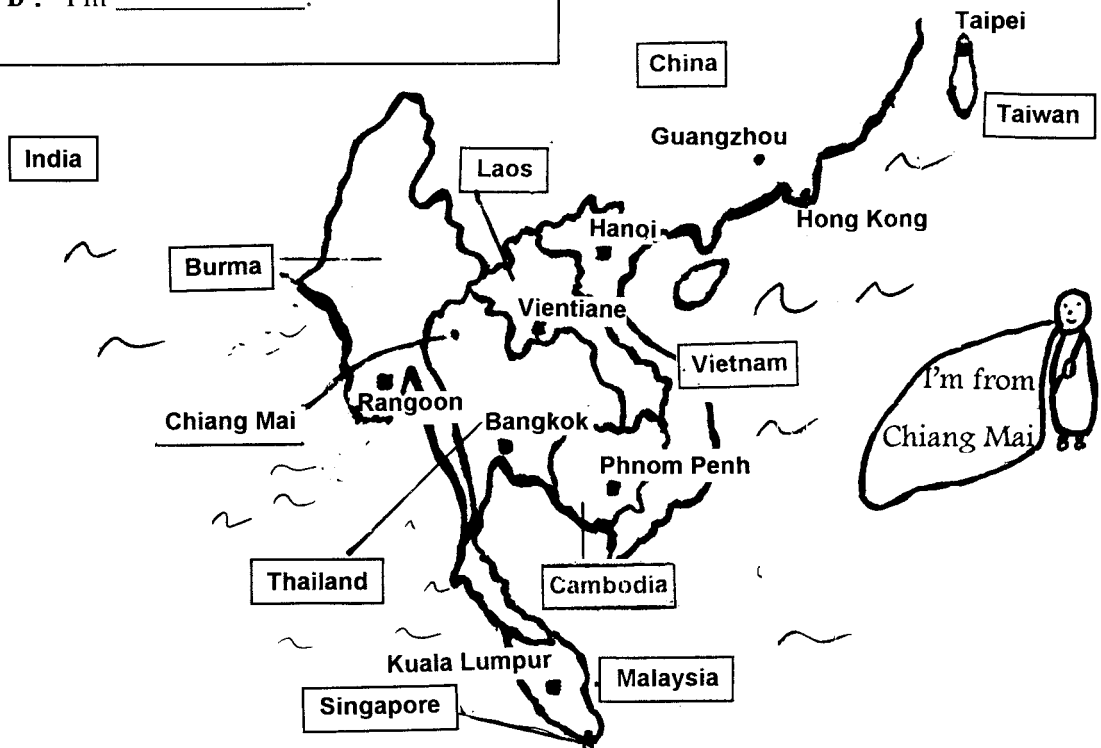 B : I'm ____________.
Taipei
China
Taiwan
Guangzhou
India
Laos
Hong Kong
Hanoi
Burma
Vientiane
Vietnam
I'm from
Chiang Mai
Rangoon
Chiang Mai
Bangkok
Phnom Penh
Thailand
Cambodia
Kuala Lumpur
Malaysia
Singapore